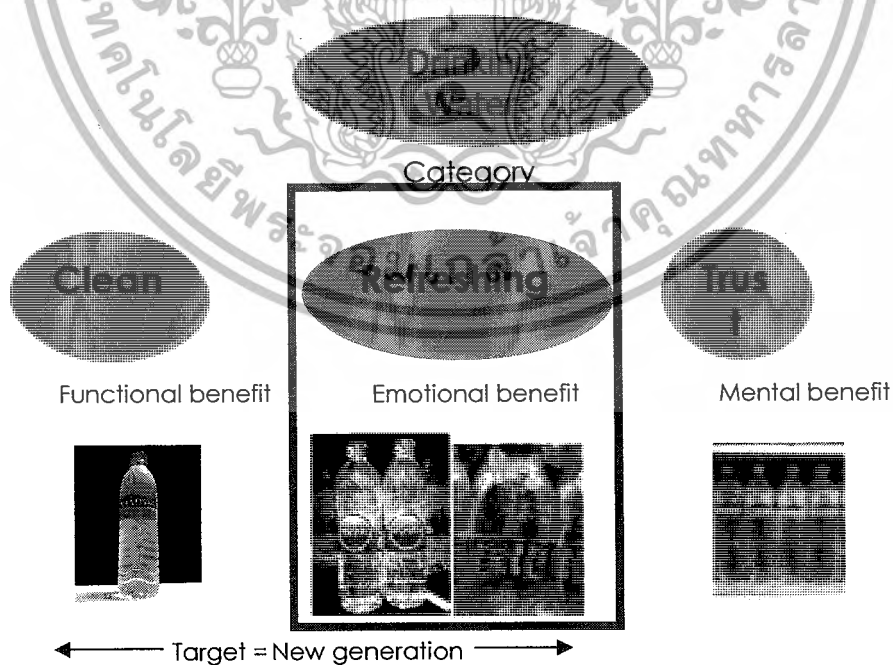 Drinking
Water
Category
Clean
Refreshing
Trus
t
Functional benefit
Emotional benefit
Mental benefit
Target = New generation